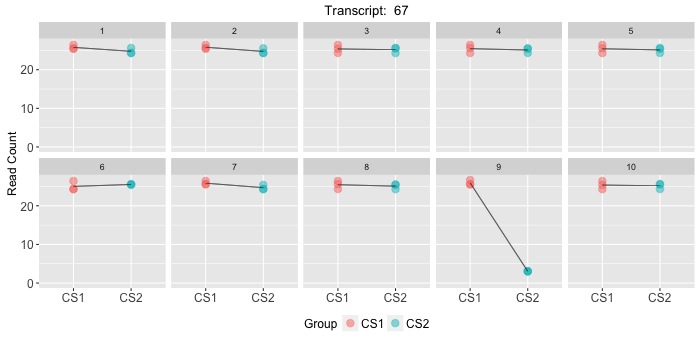 Transcript: 67
1 2 3 4 5
20
10
0
Read Count
6 7 8 9 10
20
10
0
CS1 CS2 CS1 CS2 CS1 CS2 CS1 CS2 CS1 CS2
Group CS1 CS2